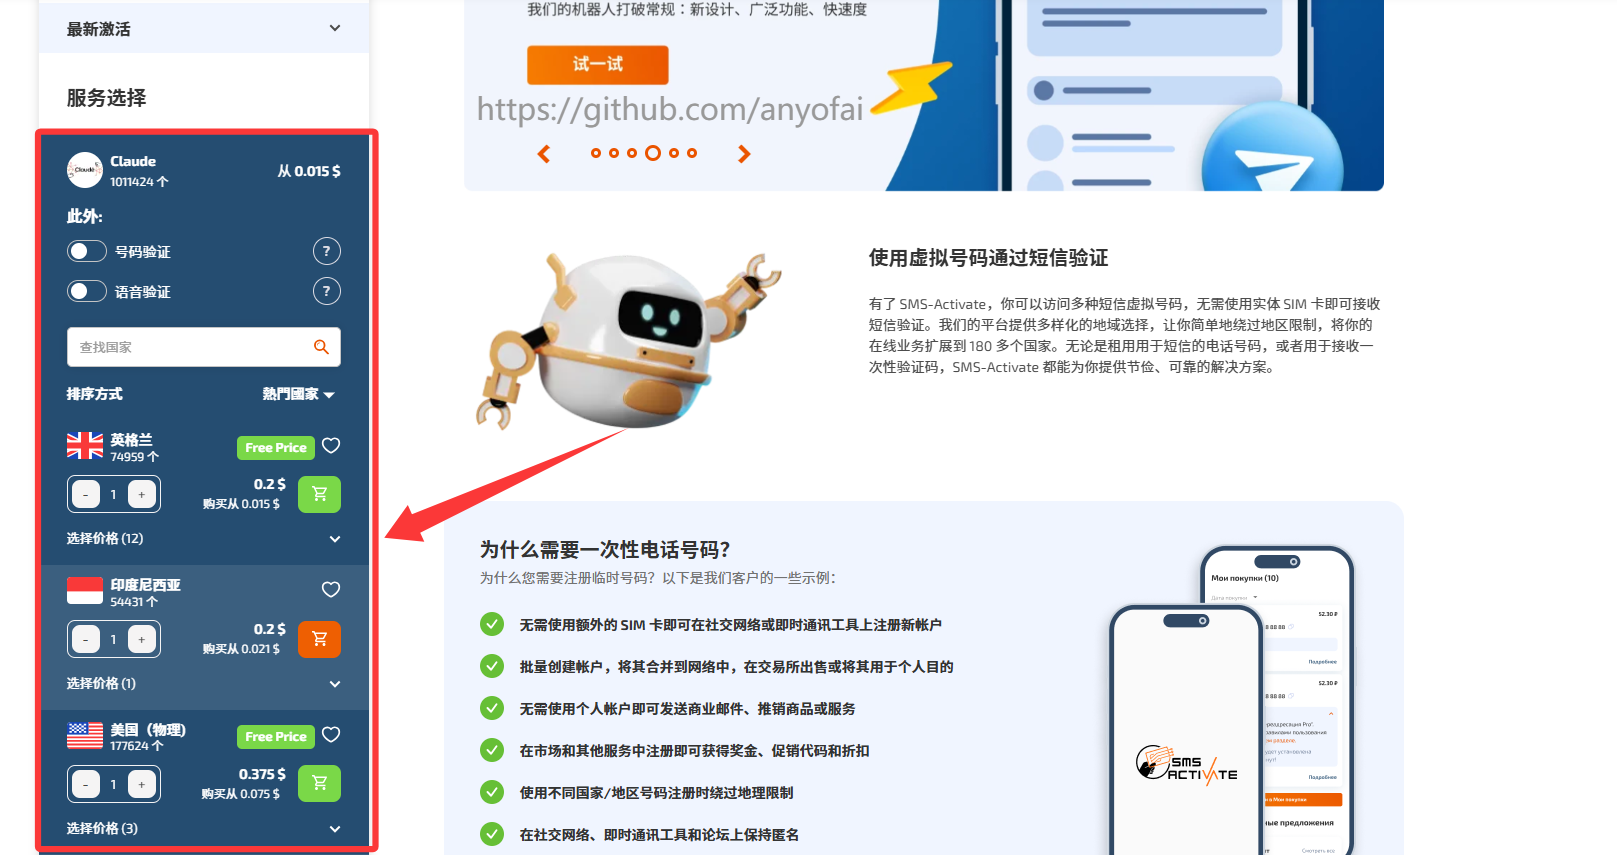 最新激活
服务选择
Claude
Claude
1011424 个
从 0.015 $
此外:
号码验证
?
语音验证
?
查找国家
排序方式
熱門國家
英格兰
74959 个
Free Price
- 1 +
0.2 $
购买从 0.015 $
选择价格 (12)
印度尼西亚
54431 个
- 1 +
0.2 $
购买从 0.021 $
选择价格 (1)
美国（物理)
177624 个
Free Price
- 1 +
0.375 $
购买从 0.075 $
选择价格 (3)
我们的机器人打破常规：新设计、广泛功能、快速度
试一试
https://github.com/anyofai
使用虚拟号码通过短信验证
有了 SMS-Activate，你可以访问多种短信虚拟号码，无需使用实体 SIM 卡即可接收
短信验证。我们的平台提供多样化的地域选择，让你简单地绕过地区限制，将你的
在线业务扩展到 180 多个国家。无论是租用用于短信的电话号码，或者用于接收一
次性验证码，SMS-Activate 都能为你提供节俭、可靠的解决方案。
为什么需要一次性电话号码？
为什么您需要注册临时号码？以下是我们客户的一些示例：
无需使用额外的 SIM 卡即可在社交网络或即时通讯工具上注册新帐户
批量创建帐户，将其合并到网络中，在交易所出售或将其用于个人目的
无需使用个人帐户即可发送商业邮件、推销商品或服务
在市场和其他服务中注册即可获得奖金、促销代码和折扣
使用不同国家/地区号码注册时绕过地理限制
在社交网络、即时通讯工具和论坛上保持匿名
Мои покупки (10)
Дата покупки
52.30 ₽
8 88 88
Подробнее
52.30 ₽
8 88 88
Подробнее
в Мои покупки
ные предложения
Смотреть все
SMS
ACTIVATE